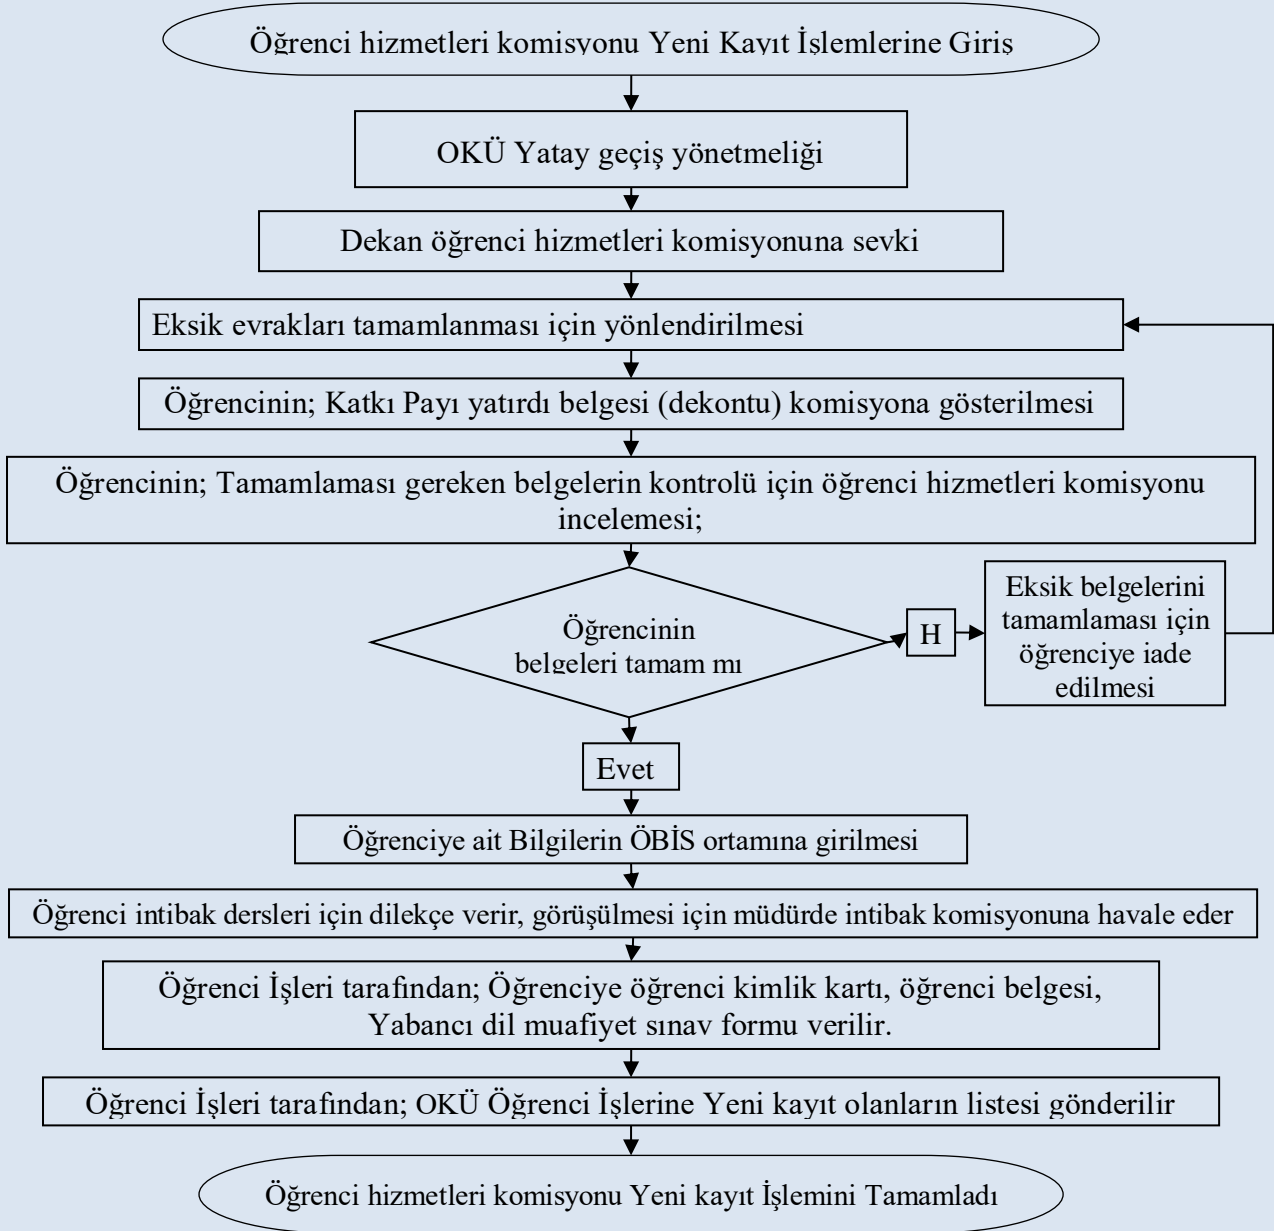 Öğrenci hizmetleri komisyonu Yeni Kayıt İşlemlerine Giriş
OKÜ Yatay geçiş yönetmeliği
Dekan öğrenci hizmetleri komisyonuna sevki
Eksik evrakları tamamlanması için yönlendirilmesi
Öğrencinin; Katkı Payı yatırdı belgesi (dekontu) komisyona gösterilmesi
Öğrencinin; Tamamlaması gereken belgelerin kontrolü için öğrenci hizmetleri komisyonu
incelemesi;
Öğrencinin
belgeleri tamam mı
H
Eksik belgelerini
tamamlaması için
öğrenciye iade
edilmesi
Evet
Öğrenciye ait Bilgilerin ÖBİS ortamına girilmesi
Öğrenci intibak dersleri için dilekçe verir, görüşülmesi için müdürde intibak komisyonuna havale eder
Öğrenci İşleri tarafından; Öğrenciye öğrenci kimlik kartı, öğrenci belgesi,
Yabancı dil muafiyet sınav formu verilir.
Öğrenci İşleri tarafından; OKÜ Öğrenci İşlerine Yeni kayıt olanların listesi gönderilir
Öğrenci hizmetleri komisyonu Yeni kayıt İşlemini Tamamladı